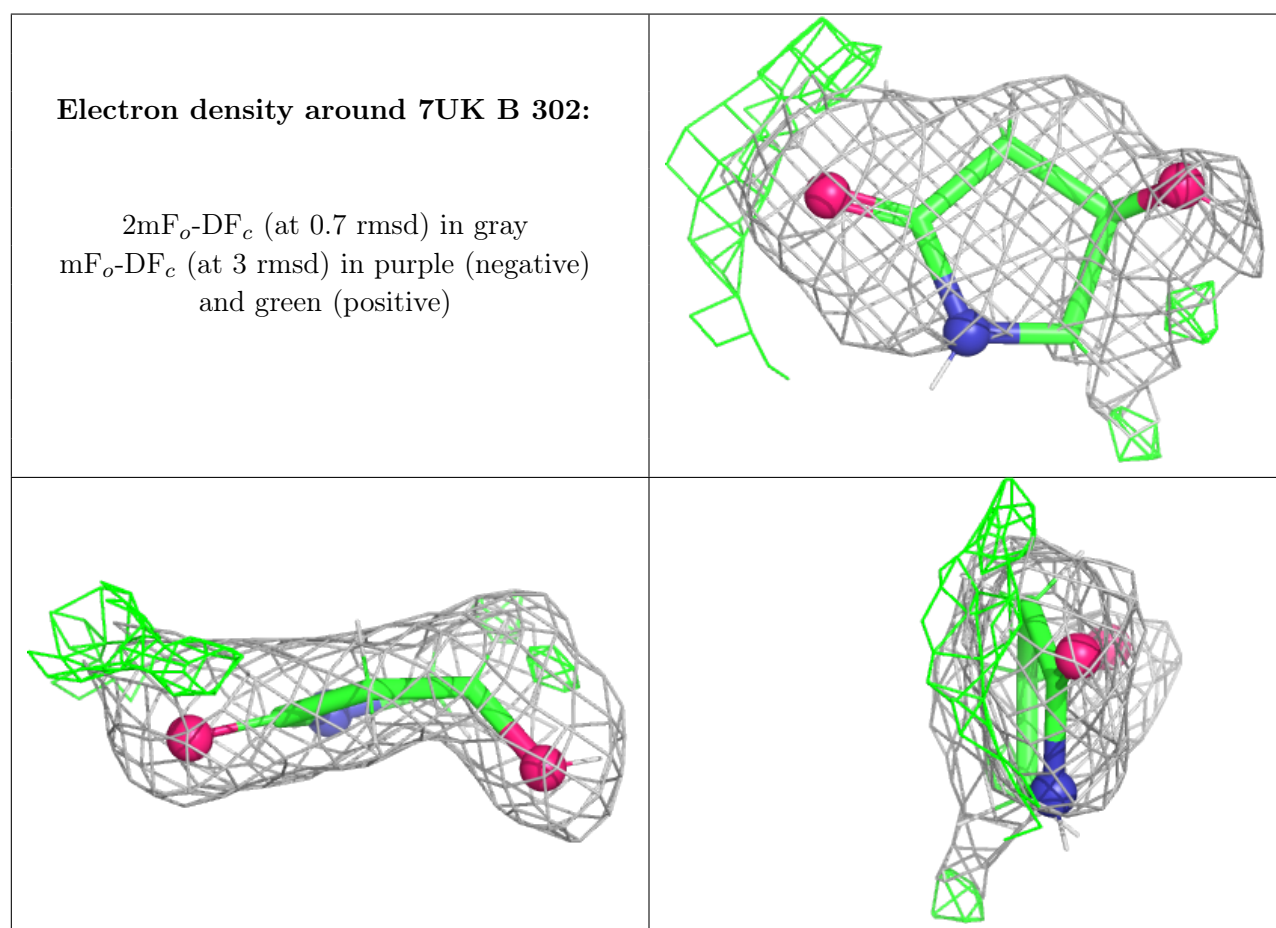 Electron density around 7UK B 302:
2mFₒ-DF𝒸 (at 0.7 rmsd) in gray
mFₒ-DF𝒸 (at 3 rmsd) in purple (negative)
and green (positive)